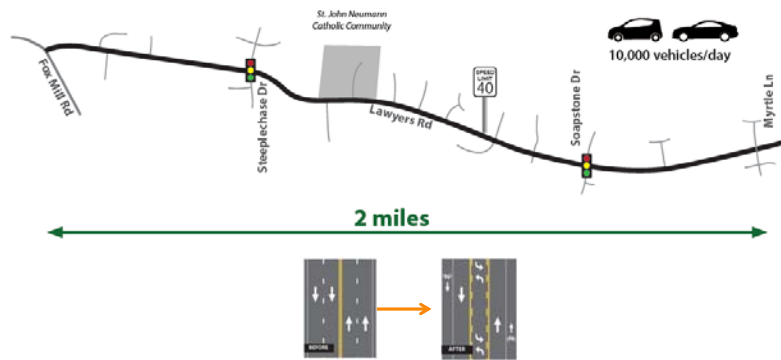 St. John Neumann
Catholic Community
10,000 vehicles/day
Fox Mill Rd
Steeplechase Dr
Lawyers Rd
SPEED
LIMIT
40
Soapstone Dr
Myrtle Ln
2 miles
BEFORE
AFTER